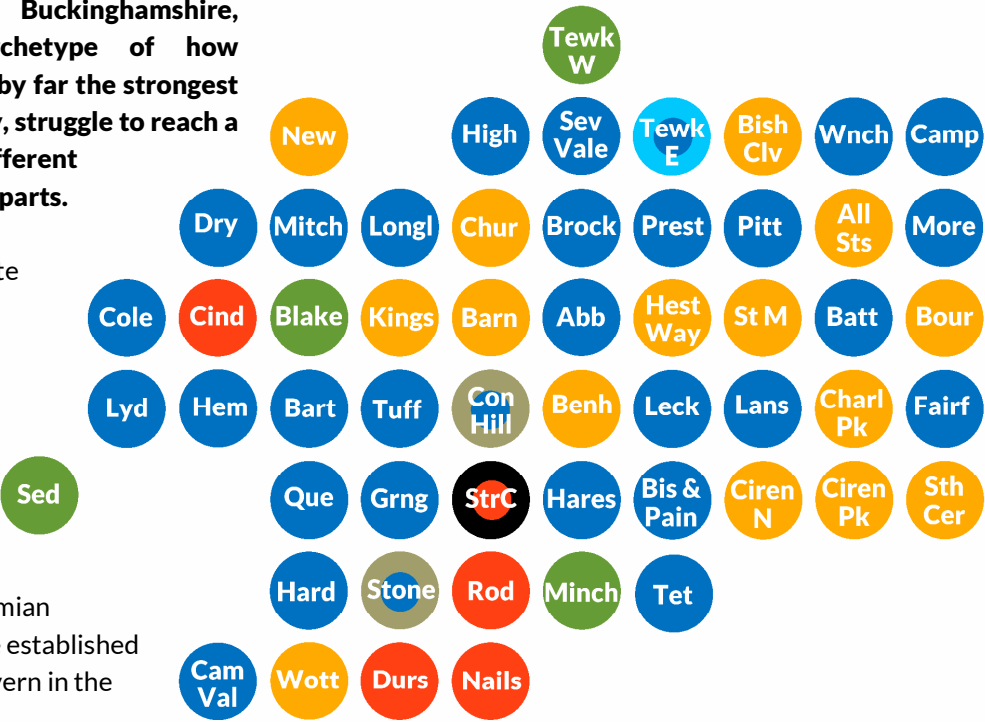 Buckinghamshire,
chetype of how
by far the strongest
, struggle to reach a
fferent
parts.
te
mian
established
vern in the
Tewk
W
New
High
Sev
Vale
Tewk
E
Bish
Clv
Wnch
Camp
Dry
Mitch
Longl
Chur
Brock
Prest
Pitt
All
Sts
More
Cole
Cind
Blake
Kings
Barn
Abb
Hest
Way
St M
Batt
Bour
Lyd
Hem
Bart
Tuff
Con
Hill
Benh
Leck
Lans
Charl
Pk
Fairf
Sed
Que
Grng
StrC
Hares
Bis &
Pain
Ciren
N
Ciren
Pk
Sth
Cer
Hard
Stone
Rod
Minch
Tet
Cam
Val
Wott
Durs
Nails